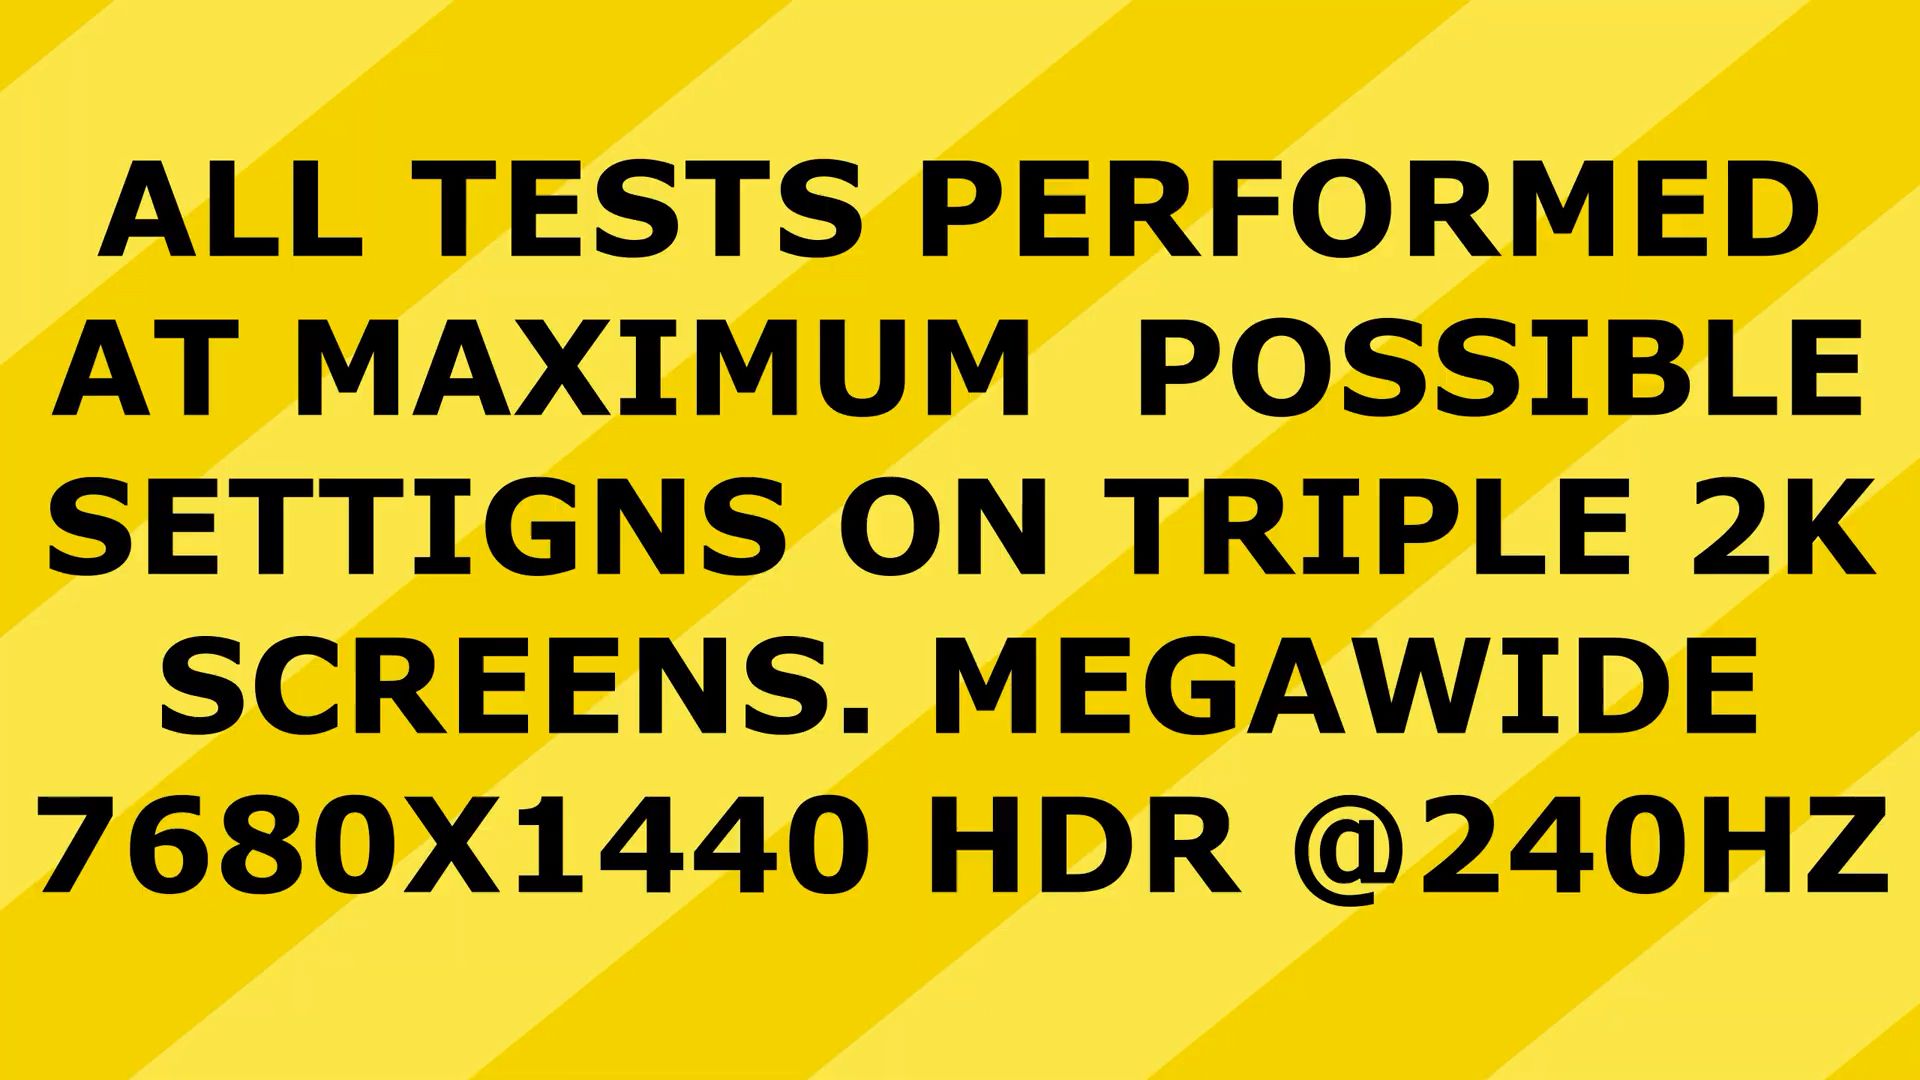 ALL TESTS PERFORMED
AT MAXIMUM  POSSIBLE
SETTIGNS ON TRIPLE 2K
SCREENS. MEGAWIDE
7680X1440 HDR @240HZ